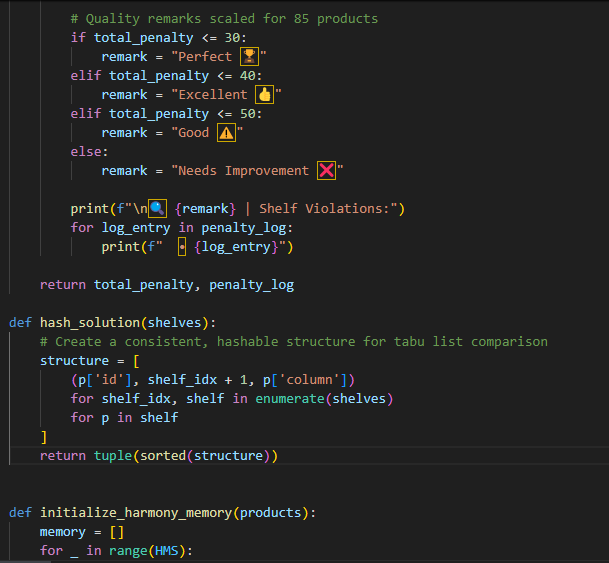 # Quality remarks scaled for 85 products
if total_penalty <= 30:
remark = "Perfect 🏆"
elif total_penalty <= 40:
remark = "Excellent 👍"
elif total_penalty <= 50:
remark = "Good ⚠️"
else:
remark = "Needs Improvement ❌"
print(f"\n🔍 {remark} | Shelf Violations:")
for log_entry in penalty_log:
print(f"  • {log_entry}")
return total_penalty, penalty_log
def hash_solution(shelves):
# Create a consistent, hashable structure for tabu list comparison
structure = [
(p['id'], shelf_idx + 1, p['column'])
for shelf_idx, shelf in enumerate(shelves)
for p in shelf
]
return tuple(sorted(structure))
def initialize_harmony_memory(products):
memory = []
for _ in range(HMS):